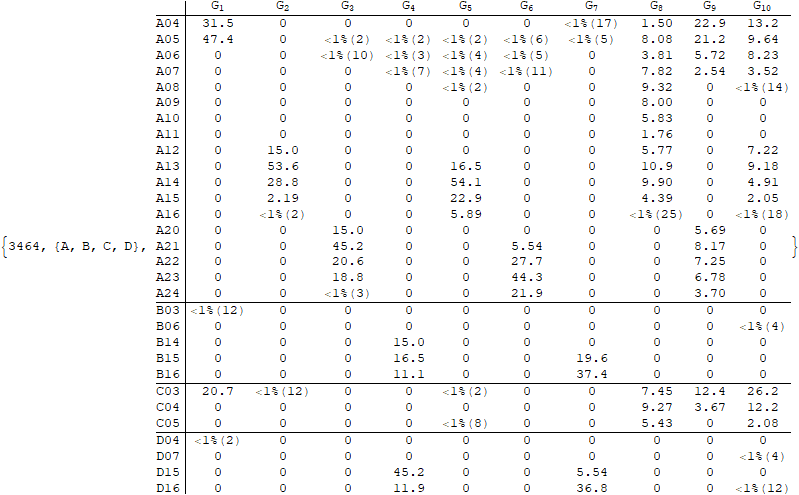 G1 G2 G3 G4 G5 G6 G7 G8 G9 G10
A04 31.5 0 0 0 0 0 <1%(17) 1.50 22.9 13.2
A05 47.4 0 <1%(2) <1%(2) <1%(2) <1%(6) <1%(5) 8.08 21.2 9.64
A06 0 0 <1%(10) <1%(3) <1%(4) <1%(5) 0 3.81 5.72 8.23
A07 0 0 0 <1%(7) <1%(4) <1%(11) 0 7.82 2.54 3.52
A08 0 0 0 0 <1%(2) 0 0 9.32 0 <1%(14)
A09 0 0 0 0 0 0 0 8.00 0 0
A10 0 0 0 0 0 0 0 5.83 0 0
A11 0 0 0 0 0 0 0 1.76 0 0
A12 0 15.0 0 0 0 0 0 5.77 0 7.22
A13 0 53.6 0 0 16.5 0 0 10.9 0 9.18
A14 0 28.8 0 0 54.1 0 0 9.90 0 4.91
A15 0 2.19 0 0 22.9 0 0 4.39 0 2.05
A16 0 <1%(2) 0 0 5.89 0 0 <1%(25) 0 <1%(18)
A20 0 0 15.0 0 0 0 0 0 5.69 0
{3464, {A, B, C, D}, A21 0 0 45.2 0 0 5.54 0 0 8.17 0 }
A22 0 0 20.6 0 0 27.7 0 0 7.25 0
A23 0 0 18.8 0 0 44.3 0 0 6.78 0
A24 0 0 <1%(3) 0 0 21.9 0 0 3.70 0
B03 <1%(12) 0 0 0 0 0 0 0 0 0
B06 0 0 0 0 0 0 0 0 0 <1%(4)
B14 0 0 0 15.0 0 0 0 0 0 0
B15 0 0 0 16.5 0 0 19.6 0 0 0
B16 0 0 0 11.1 0 0 37.4 0 0 0
C03 20.7 <1%(12) 0 0 <1%(2) 0 0 7.45 12.4 26.2
C04 0 0 0 0 0 0 0 9.27 3.67 12.2
C05 0 0 0 0 <1%(8) 0 0 5.43 0 2.08
D04 <1%(2) 0 0 0 0 0 0 0 0 0
D07 0 0 0 0 0 0 0 0 0 <1%(4)
D15 0 0 0 45.2 0 0 5.54 0 0 0
D16 0 0 0 11.9 0 0 36.8 0 0 <1%(12)